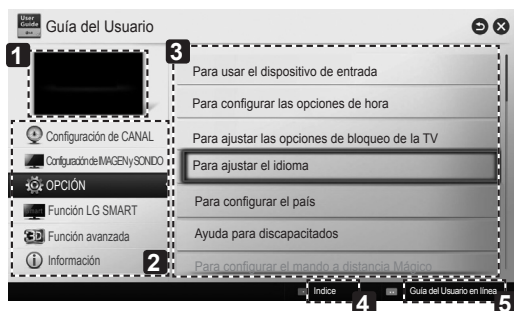 User
Guide
Guía del Usuario
1
3
Para usar el dispositivo de entrada
Para configurar las opciones de hora
Para ajustar las opciones de bloqueo de la TV
Para ajustar el idioma
Para configurar el país
Ayuda para discapacitados
Para configurar el mando a distancia Mágico
Configuración de CANAL
Configuración de IMAGEN y SONIDO
OPCIÓN
Función LG SMART
3D Función avanzada
i Información
2
Indice
4
Guía del Usuario en línea
5